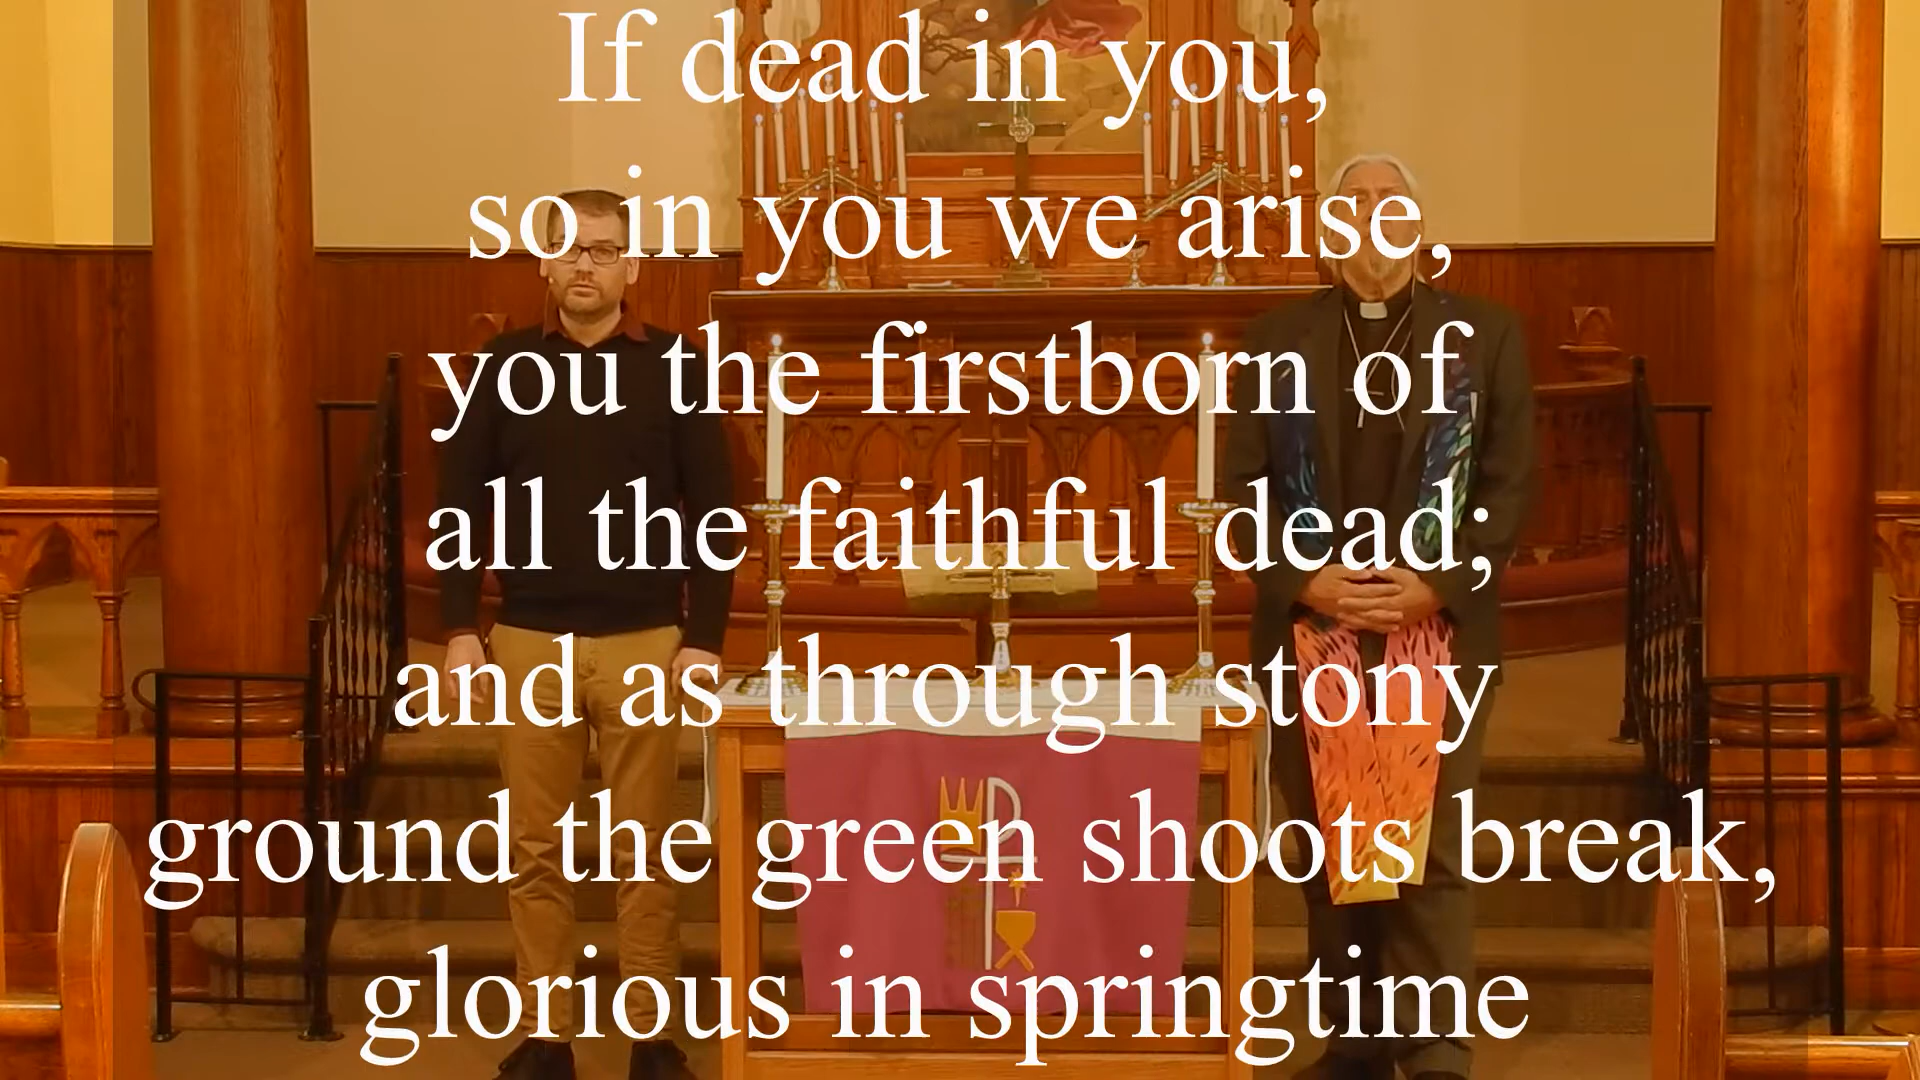 If dead in you,
so in you we arise,
you the firstborn of
all the faithful dead;
and as through stony
ground the green shoots break,
glorious in springtime